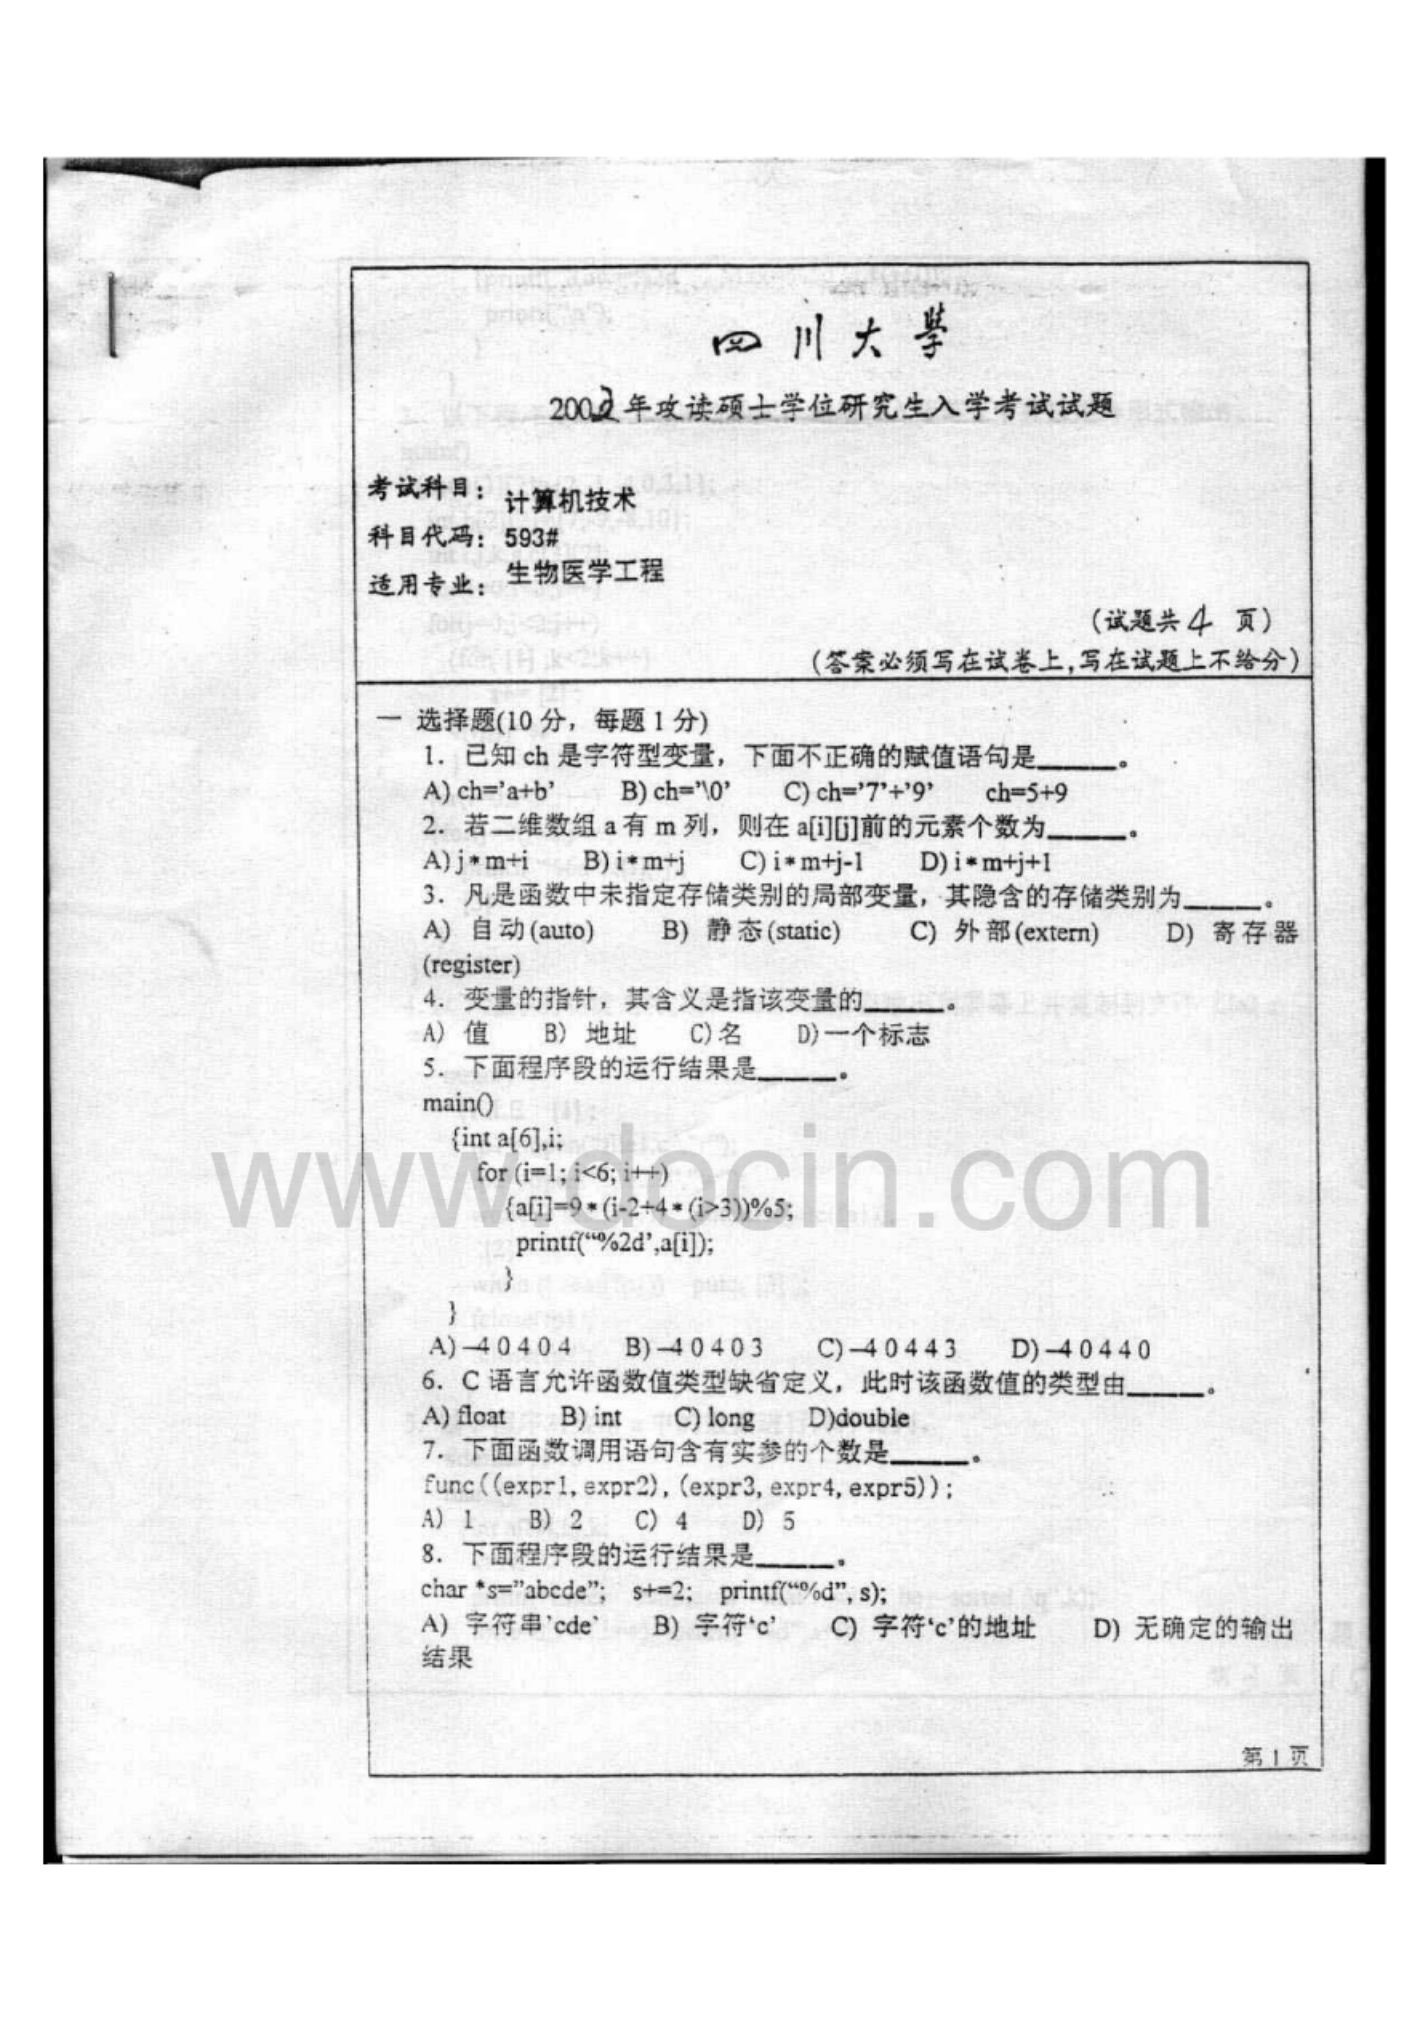 四川大学
2002年攻读硕士学位研究生入学考试试题
考试科目： 计算机技术
科目代码： 593#
适用专业： 生物医学工程
(试题共4 页)
(答案必须写在试卷上,写在试题上不给分)
一 选择题(10分，每题1分)
1. 已知 ch 是字符型变量，下面不正确的赋值语句是______。
A) ch=’a+b’ B) ch=’\0’ C) ch=’7’+’9’ ch=5+9
2. 若二维数组 a 有 m 列，则在 a[i][j]前的元素个数为______。
A) j*m+i B) i*m+j C) i*m+j-1 D) i*m+j+1
3. 凡是函数中未指定存储类别的局部变量，其隐含的存储类别为______。
A) 自动(auto) B) 静态(static) C) 外部(extern) D) 寄存器
(register)
4. 变量的指针，其含义是指该变量的______。
A) 值 B) 地址 C)名 D)一个标志
5. 下面程序段的运行结果是______。
main()
{int a[6],i;
for (i=1; i<6; i++)
{a[i]=9*(i-2+4*(i>3))%5;
printf(“%2d’,a[i]);
}
}
A)–4 0 4 0 4 B)–4 0 4 0 3 C)–4 0 4 4 3 D)–4 0 4 4 0
6. C 语言允许函数值类型缺省定义，此时该函数值的类型由______。
A) float B) int C) long D)double
7. 下面函数调用语句含有实参的个数是______。
func((expr1, expr2), (expr3, expr4, expr5));
A) 1 B) 2 C) 4 D) 5
8. 下面程序段的运行结果是______。
char *s=”abcde”; s+=2; printf(“%d”, s);
A) 字符串’cde‘ B) 字符‘c’ C) 字符‘c’的地址 D) 无确定的输出
结果
第 1 页
www.docin.com